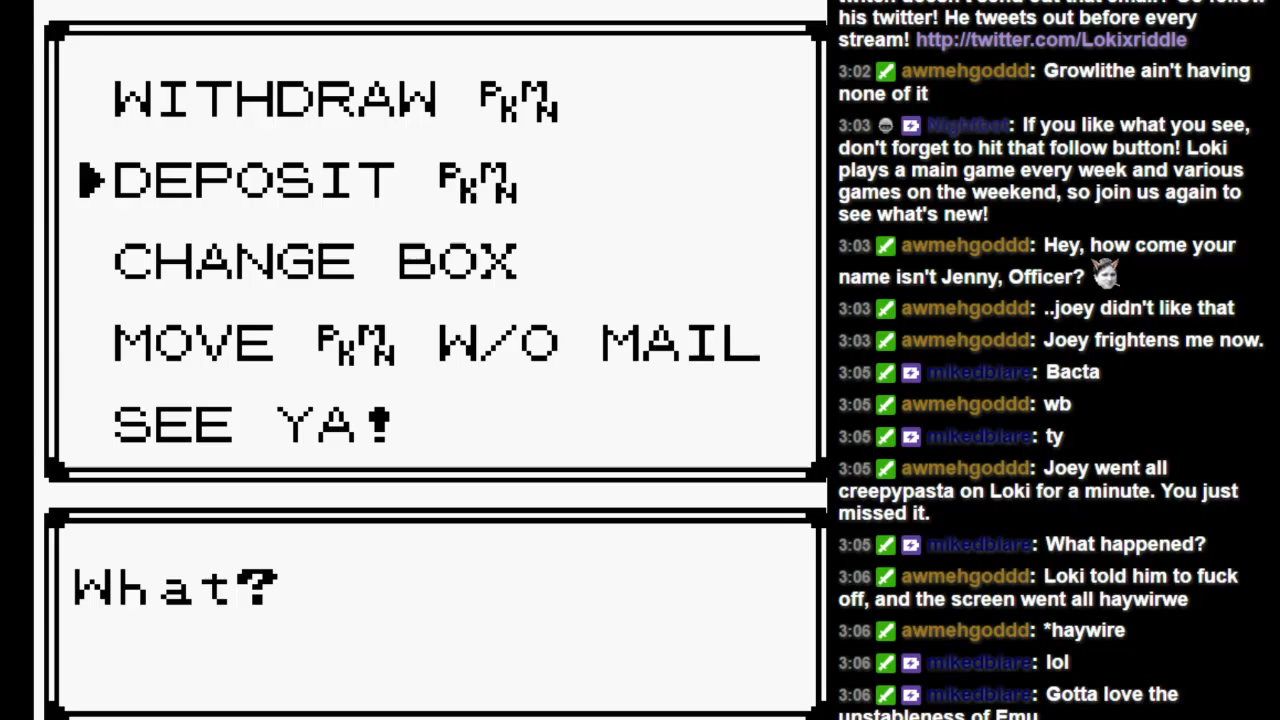 WITHDRAW PKMN
DEPOSIT PKMN
CHANGE BOX
MOVE PKMN W/O MAIL
SEE YA!
What?
his twitter! He tweets out before every
stream! http://twitter.com/Lokixriddle
3:02 awmehgoddd: Growlithe ain't having
none of it
3:03 Nightbot: If you like what you see,
don't forget to hit that follow button! Loki
plays a main game every week and various
games on the weekend, so join us again to
see what's new!
3:03 awmehgoddd: Hey, how come your
name isn't Jenny, Officer?
3:03 awmehgoddd: ..joey didn't like that
3:03 awmehgoddd: Joey frightens me now.
3:05 mikedblare: Bacta
3:05 awmehgoddd: wb
3:05 mikedblare: ty
3:05 awmehgoddd: Joey went all
creepypasta on Loki for a minute. You just
missed it.
3:05 mikedblare: What happened?
3:06 awmehgoddd: Loki told him to fuck
off, and the screen went all haywirwe
3:06 awmehgoddd: *haywire
3:06 mikedblare: lol
3:06 mikedblare: Gotta love the
unstableness of Emu